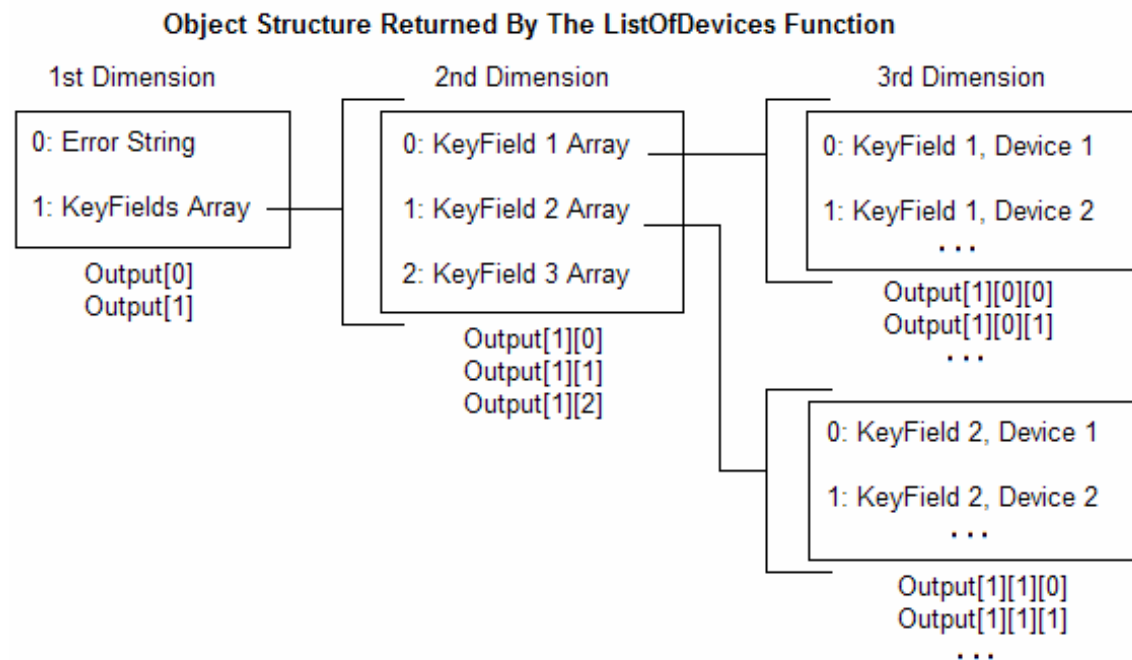 Object Structure Returned By The ListOfDevices Function
1st Dimension
0: Error String
1: KeyFields Array
Output[0]
Output[1]
2nd Dimension
0: KeyField 1 Array
1: KeyField 2 Array
2: KeyField 3 Array
Output[1][0]
Output[1][1]
Output[1][2]
3rd Dimension
0: KeyField 1, Device 1
1: KeyField 1, Device 2
...
Output[1][0][0]
Output[1][0][1]
...
0: KeyField 2, Device 1
1: KeyField 2, Device 2
...
Output[1][1][0]
Output[1][1][1]
...